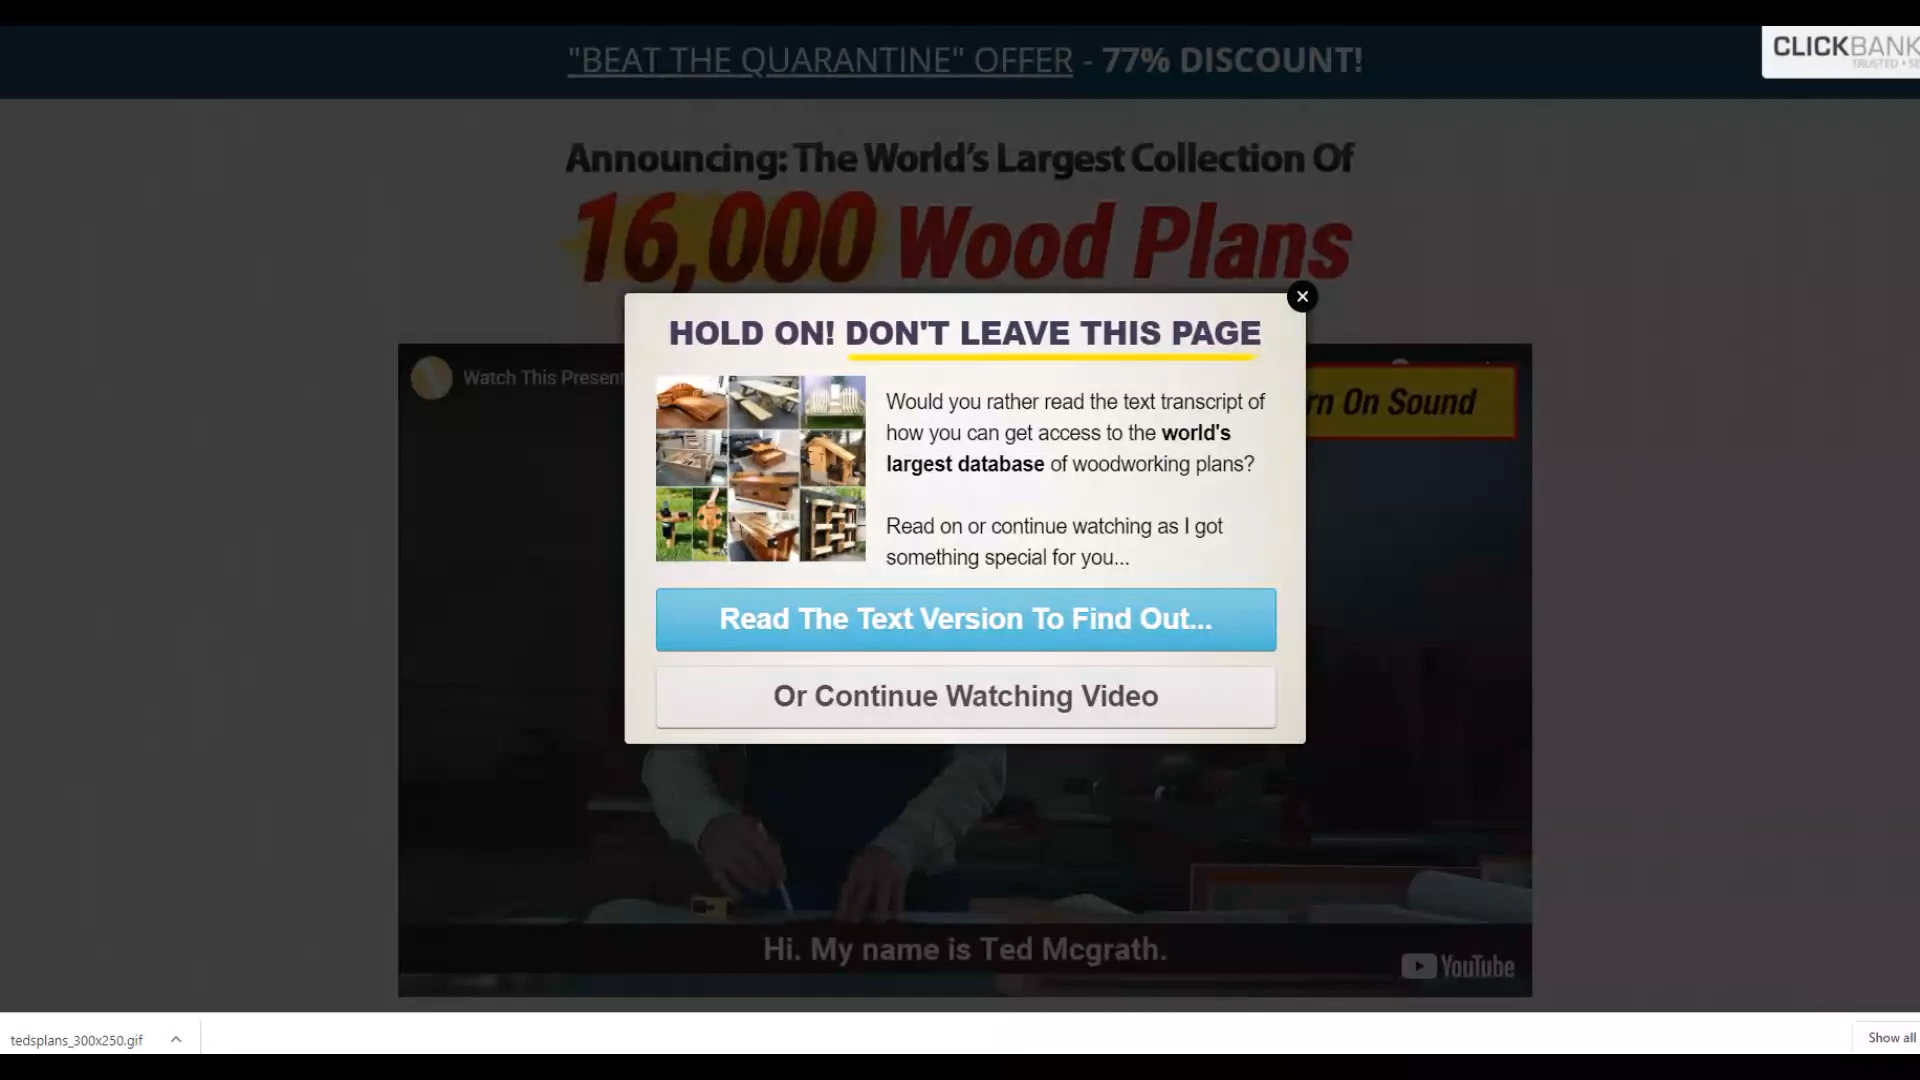 "BEAT THE QUARANTINE" OFFER - 77% DISCOUNT!
CLICKBANK
TRUSTED
Announcing: The World's Largest Collection Of
16,000 Wood Plans
HOLD ON! DON'T LEAVE THIS PAGE
Watch This Present
rn On Sound
Would you rather read the text transcript of
how you can get access to the world's
largest database of woodworking plans?
Read on or continue watching as I got
something special for you...
Read The Text Version To Find Out...
Or Continue Watching Video
Hi. My name is Ted Mcgrath.
YouTube
tedsplans_300x250.gif
Show all